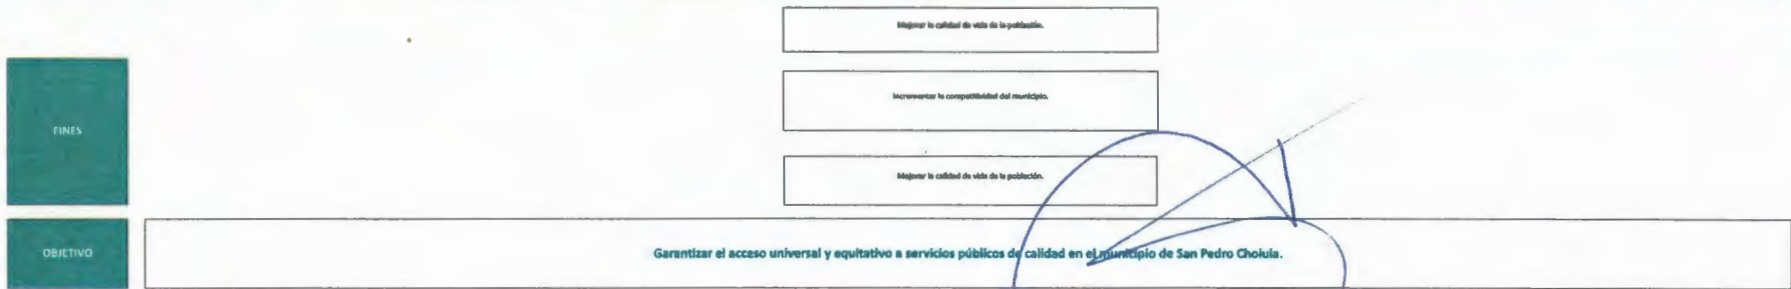 Mejorar la calidad de vida de la población.
FINES
Incrementar la competitividad del municipio.
Mejorar la calidad de vida de la población.
OBJETIVO
Garantizar el acceso universal y equitativo a servicios públicos de calidad en el municipio de San Pedro Cholula.